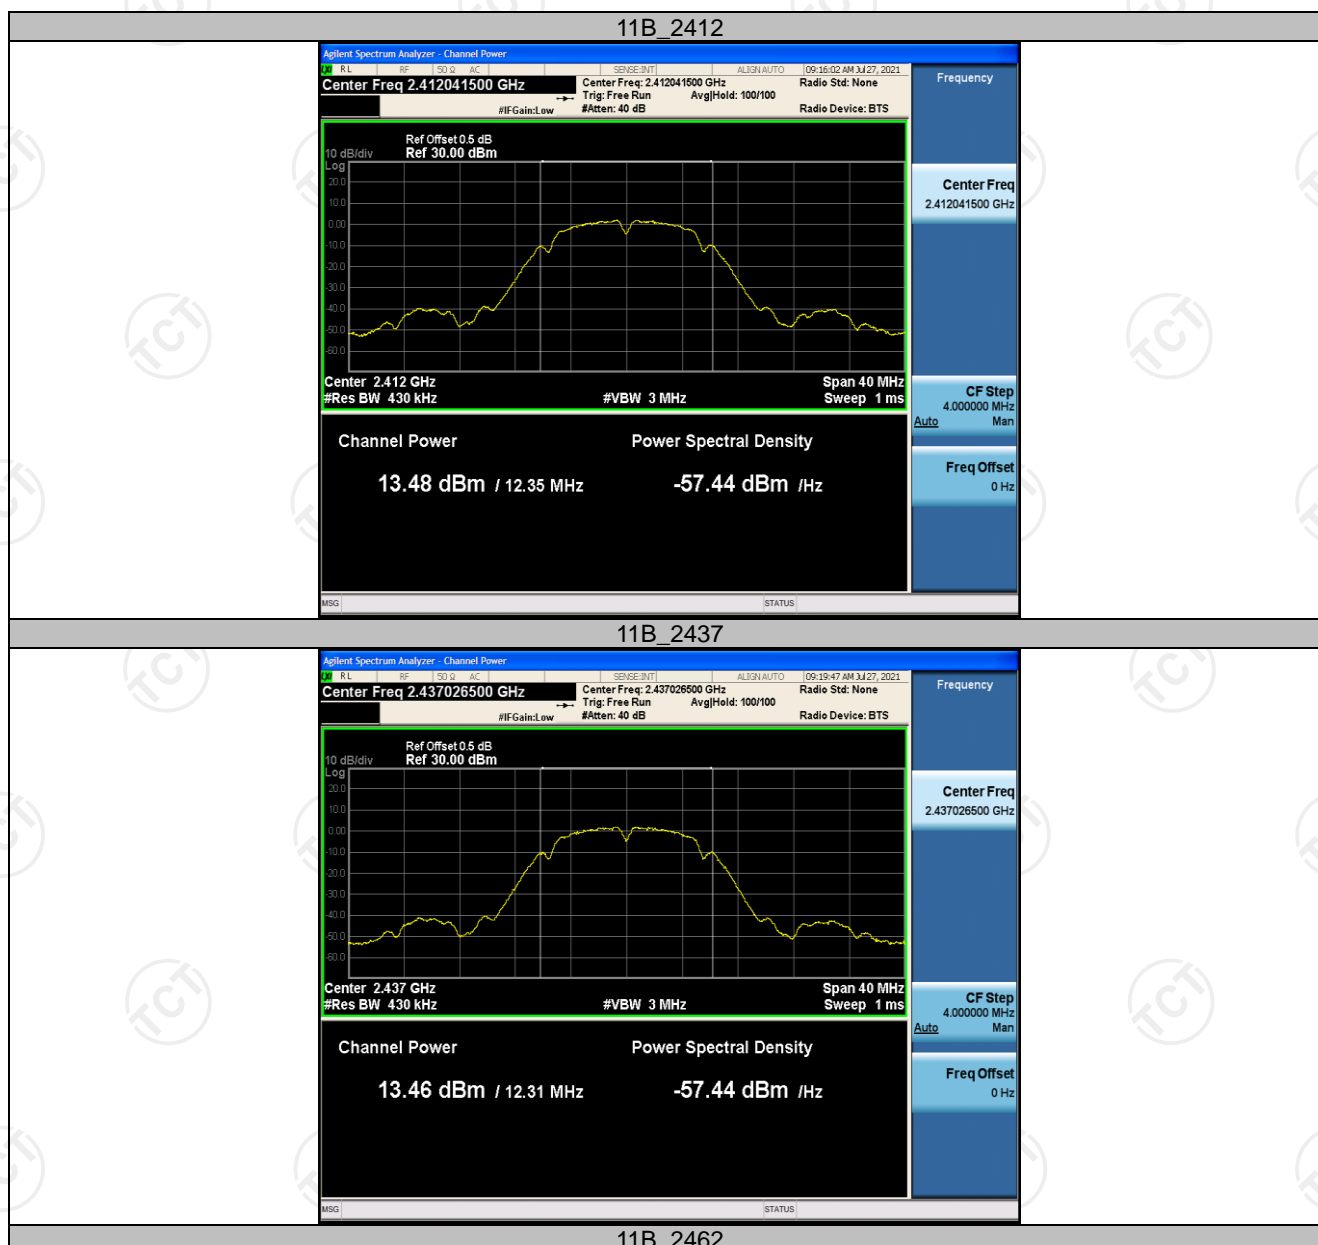 11B_2412
Agilent Spectrum Analyzer - Channel Power
LXI RL RF 50 Ω AC SENSE:INT ALIGN AUTO 09:16:02 AM Jul 27, 2021
Center Freq 2.412041500 GHz
Center Freq: 2.412041500 GHz Radio Std: None
Trig: Free Run Avg|Hold: 100/100
#IFGain:Low #Atten: 40 dB Radio Device: BTS
Frequency
Ref Offset 0.5 dB
10 dB/div Ref 30.00 dBm
Log
20.0
10.0
0.00
-10.0
-20.0
-30.0
-40.0
-50.0
-60.0
Center 2.412 GHz Span 40 MHz
#Res BW 430 kHz #VBW 3 MHz Sweep 1 ms
Center Freq
2.412041500 GHz
CF Step
4.000000 MHz
Auto Man
Freq Offset
0 Hz
Channel Power Power Spectral Density
13.48 dBm / 12.35 MHz -57.44 dBm /Hz
MSG STATUS
11B_2437
Agilent Spectrum Analyzer - Channel Power
LXI RL RF 50 Ω AC SENSE:INT ALIGN AUTO 09:19:47 AM Jul 27, 2021
Center Freq 2.437026500 GHz
Center Freq: 2.437026500 GHz Radio Std: None
Trig: Free Run Avg|Hold: 100/100
#IFGain:Low #Atten: 40 dB Radio Device: BTS
Frequency
Ref Offset 0.5 dB
10 dB/div Ref 30.00 dBm
Log
20.0
10.0
0.00
-10.0
-20.0
-30.0
-40.0
-50.0
-60.0
Center 2.437 GHz Span 40 MHz
#Res BW 430 kHz #VBW 3 MHz Sweep 1 ms
Center Freq
2.437026500 GHz
CF Step
4.000000 MHz
Auto Man
Freq Offset
0 Hz
Channel Power Power Spectral Density
13.46 dBm / 12.31 MHz -57.44 dBm /Hz
MSG STATUS
11B_2462
TCT